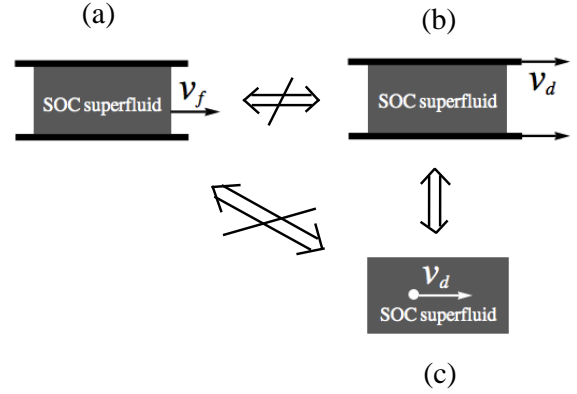 (a)
(b)
SOC superfluid
v_f
SOC superfluid
v_d
v_d
SOC superfluid
(c)